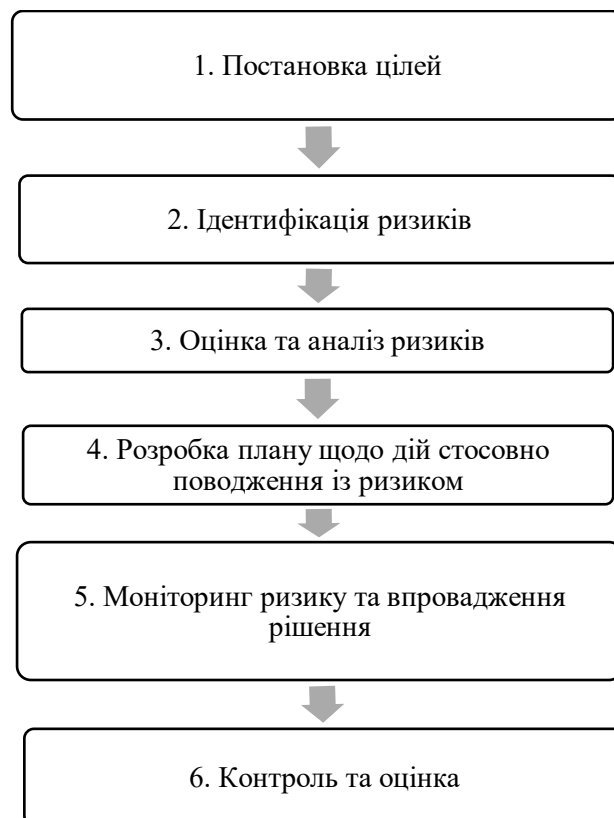 1. Постановка цілей
2. Ідентифікація ризиків
3. Оцінка та аналіз ризиків
4. Розробка плану щодо дій стосовно
поводження із ризиком
5. Моніторинг ризику та впровадження
рішення
6. Контроль та оцінка